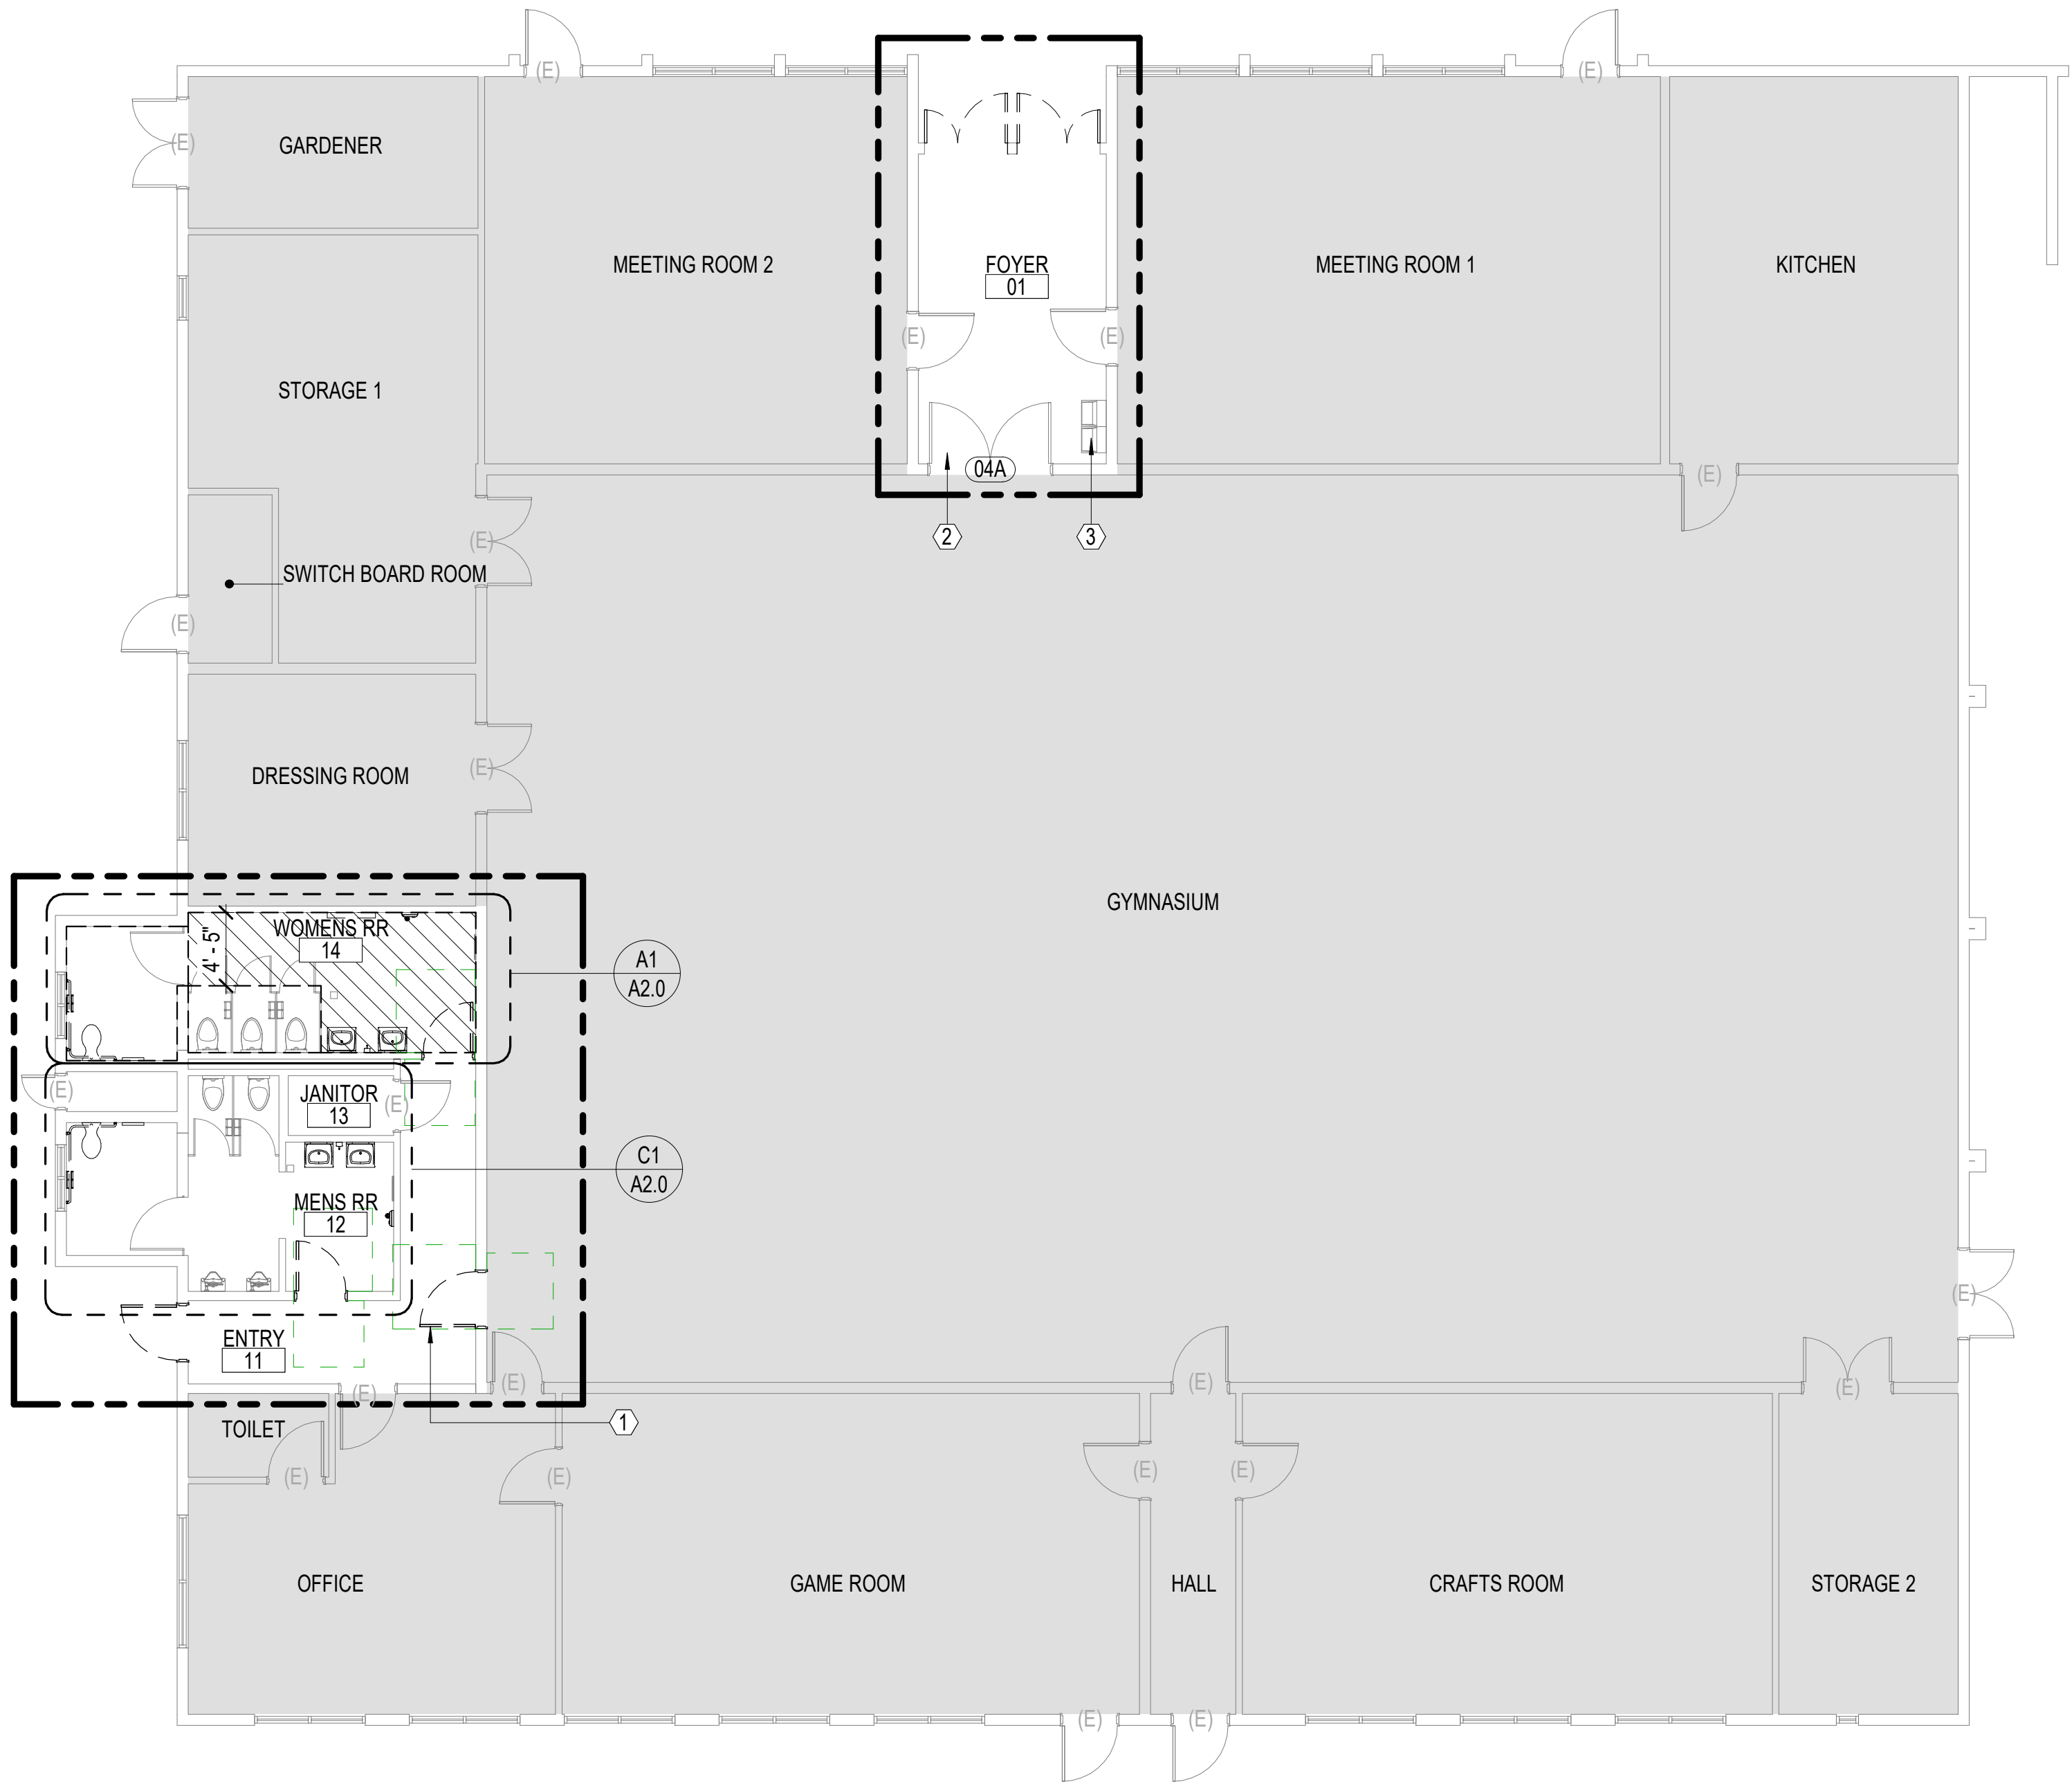 (E)
(E)
GARDENER
(E)
MEETING ROOM 2
FOYER
01
MEETING ROOM 1
KITCHEN
(E)
(E)
STORAGE 1
04A
(E)
2
3
(E)
SWITCH BOARD ROOM
(E)
DRESSING ROOM
(E)
GYMNASIUM
WOMENS RR
14
4' - 5"
A1
A2.0
(E)
JANITOR
13
(E)
C1
A2.0
MENS RR
12
(E)
ENTRY
11
(E)
(E)
(E)
(E)
TOILET
1
(E)
(E)
(E)
(E)
OFFICE
GAME ROOM
HALL
CRAFTS ROOM
STORAGE 2
(E)
(E)